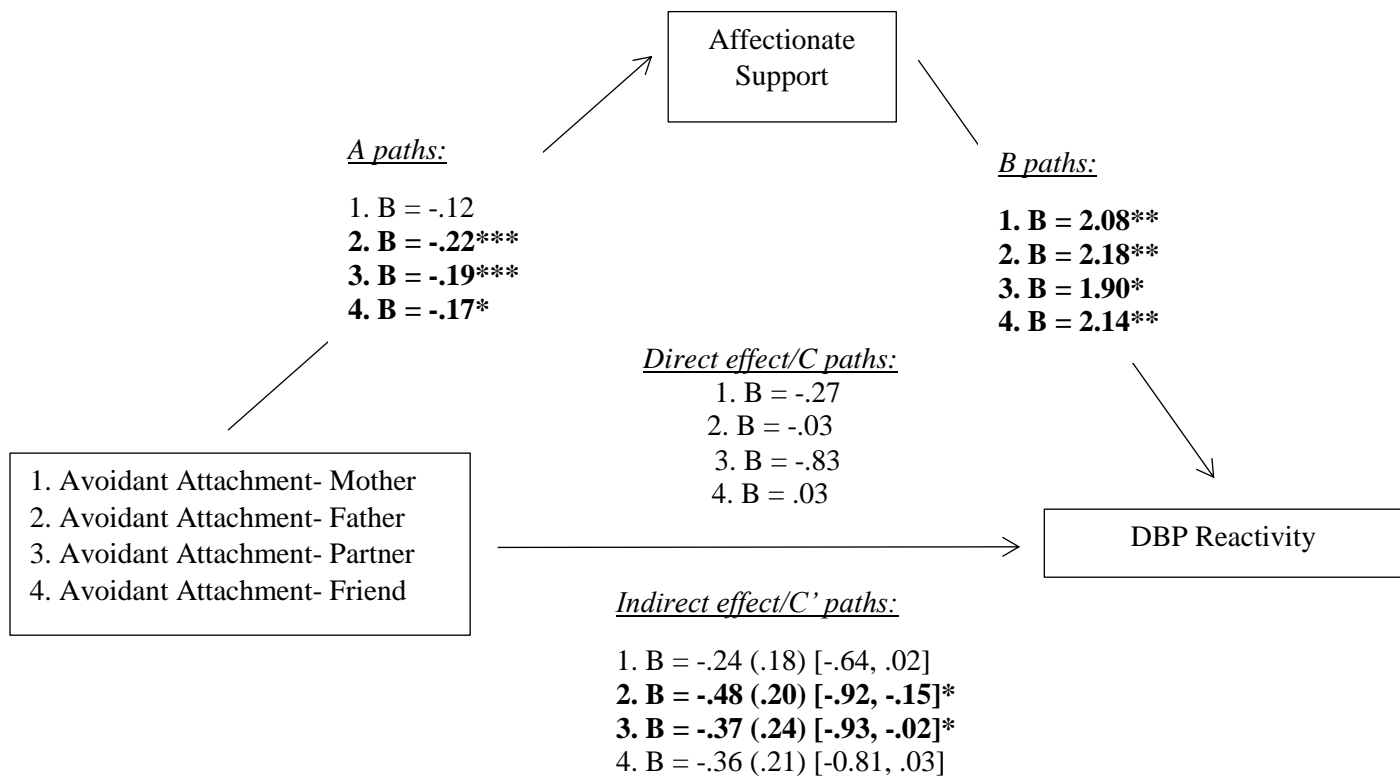 Affectionate
Support
A paths:
1. B = -.12
2. B = -.22***
3. B = -.19***
4. B = -.17*
B paths:
1. B = 2.08**
2. B = 2.18**
3. B = 1.90*
4. B = 2.14**
Direct effect/C paths:
1. B = -.27
2. B = -.03
3. B = -.83
4. B = .03
1. Avoidant Attachment- Mother
2. Avoidant Attachment- Father
3. Avoidant Attachment- Partner
4. Avoidant Attachment- Friend
DBP Reactivity
Indirect effect/C’ paths:
1. B = -.24 (.18) [-.64, .02]
2. B = -.48 (.20) [-.92, -.15]*
3. B = -.37 (.24) [-.93, -.02]*
4. B = -.36 (.21) [-0.81, .03]